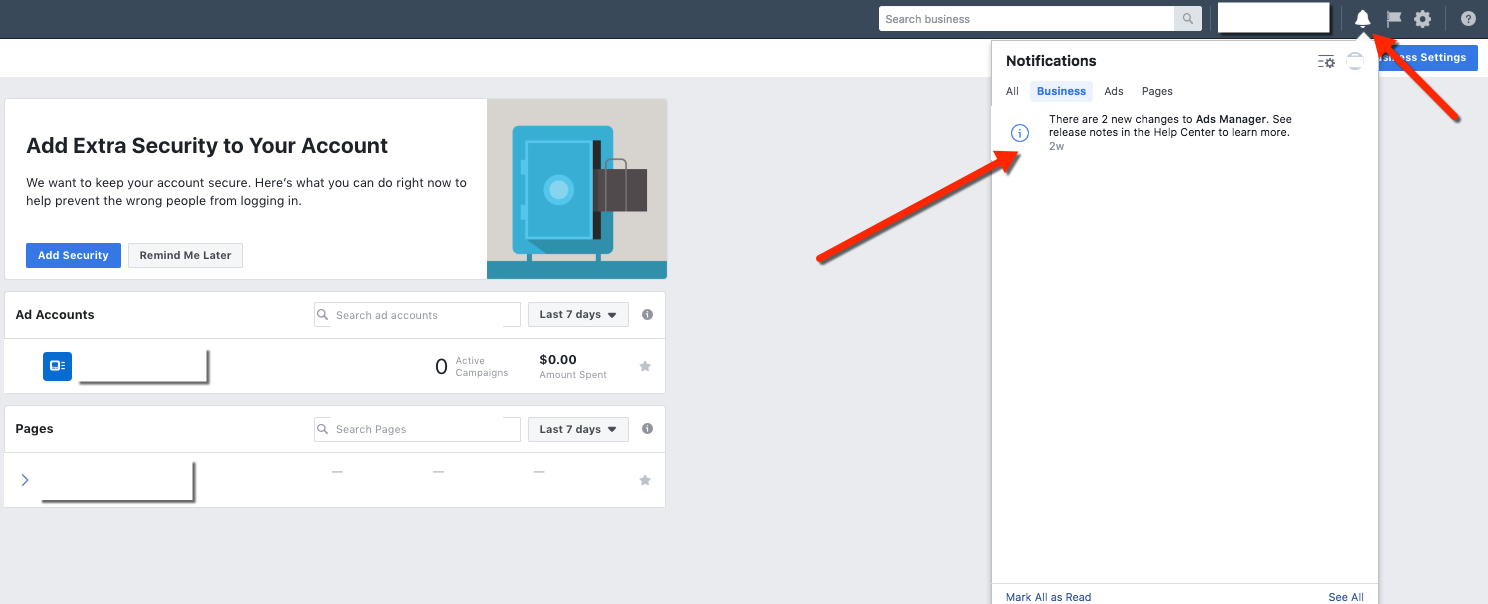 Search business
Notifications
Business Settings
All Business Ads Pages
There are 2 new changes to Ads Manager. See
release notes in the Help Center to learn more.
2w
Add Extra Security to Your Account
We want to keep your account secure. Here's what you can do right now to
help prevent the wrong people from logging in.
Add Security Remind Me Later
Ad Accounts Search ad accounts Last 7 days
0 Active
Campaigns
$0.00
Amount Spent
Pages Search Pages Last 7 days
Mark All as Read See All